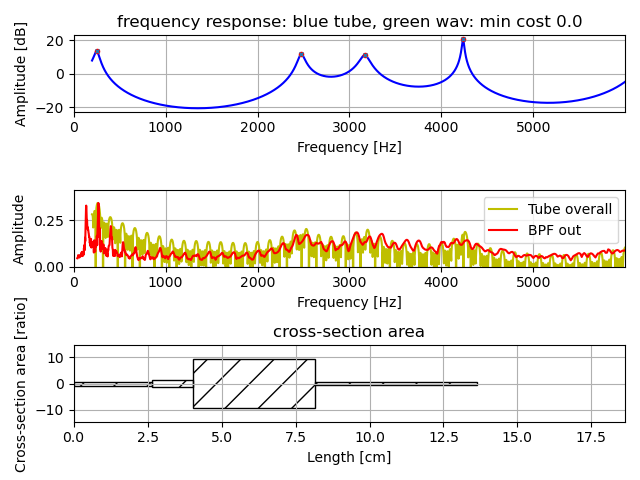 frequency response: blue tube, green wav: min cost 0.0
Amplitude [dB]
20
0
−20
0 1000 2000 3000 4000 5000
Frequency [Hz]
Amplitude
0.25
0.00
Tube overall
BPF out
0 1000 2000 3000 4000 5000
Frequency [Hz]
cross-section area
Cross-section area [ratio]
10
0
−10
0.0 2.5 5.0 7.5 10.0 12.5 15.0 17.5
Length [cm]